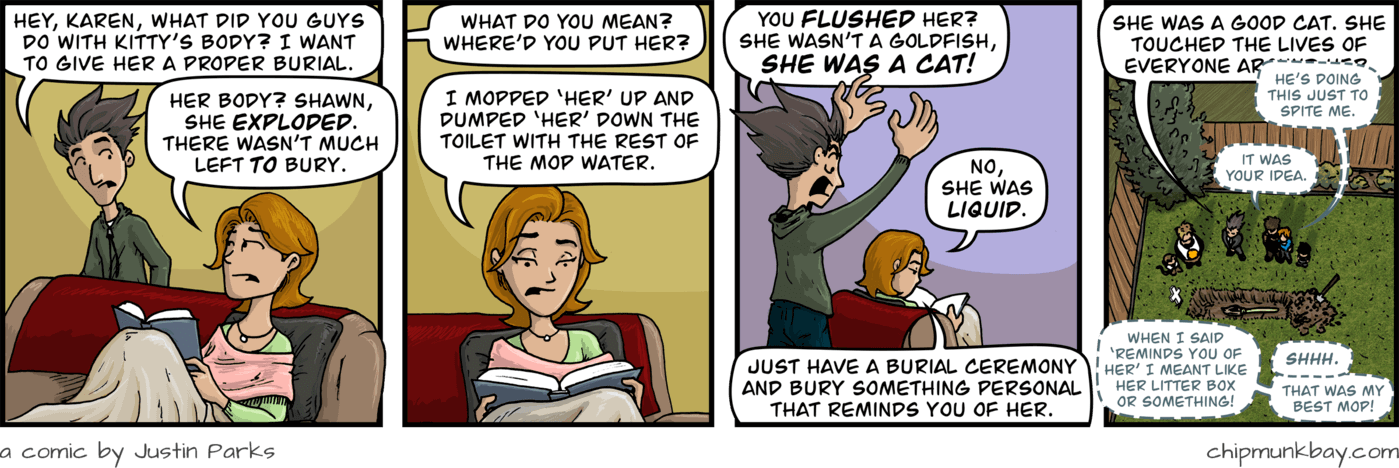 HEY, KAREN, WHAT DID YOU GUYS
DO WITH KITTY'S BODY? I WANT
TO GIVE HER A PROPER BURIAL.
HER BODY? SHAWN,
SHE EXPLODED.
THERE WASN'T MUCH
LEFT TO BURY.
WHAT DO YOU MEAN?
WHERE'D YOU PUT HER?
I MOPPED 'HER' UP AND
DUMPED 'HER' DOWN THE
TOILET WITH THE REST OF
THE MOP WATER.
YOU FLUSHED HER?
SHE WASN'T A GOLDFISH,
SHE WAS A CAT!
NO,
SHE WAS
LIQUID.
JUST HAVE A BURIAL CEREMONY
AND BURY SOMETHING PERSONAL
THAT REMINDS YOU OF HER.
SHE WAS A GOOD CAT. SHE
TOUCHED THE LIVES OF
EVERYONE AROUND HER.
HE'S DOING
THIS JUST TO
SPITE ME.
IT WAS
YOUR IDEA.
WHEN I SAID
'REMINDS YOU OF
HER' I MEANT LIKE
HER LITTER BOX
OR SOMETHING!
SHHH.
THAT WAS MY
BEST MOP!
a comic by Justin Parks
chipmunkbay.com